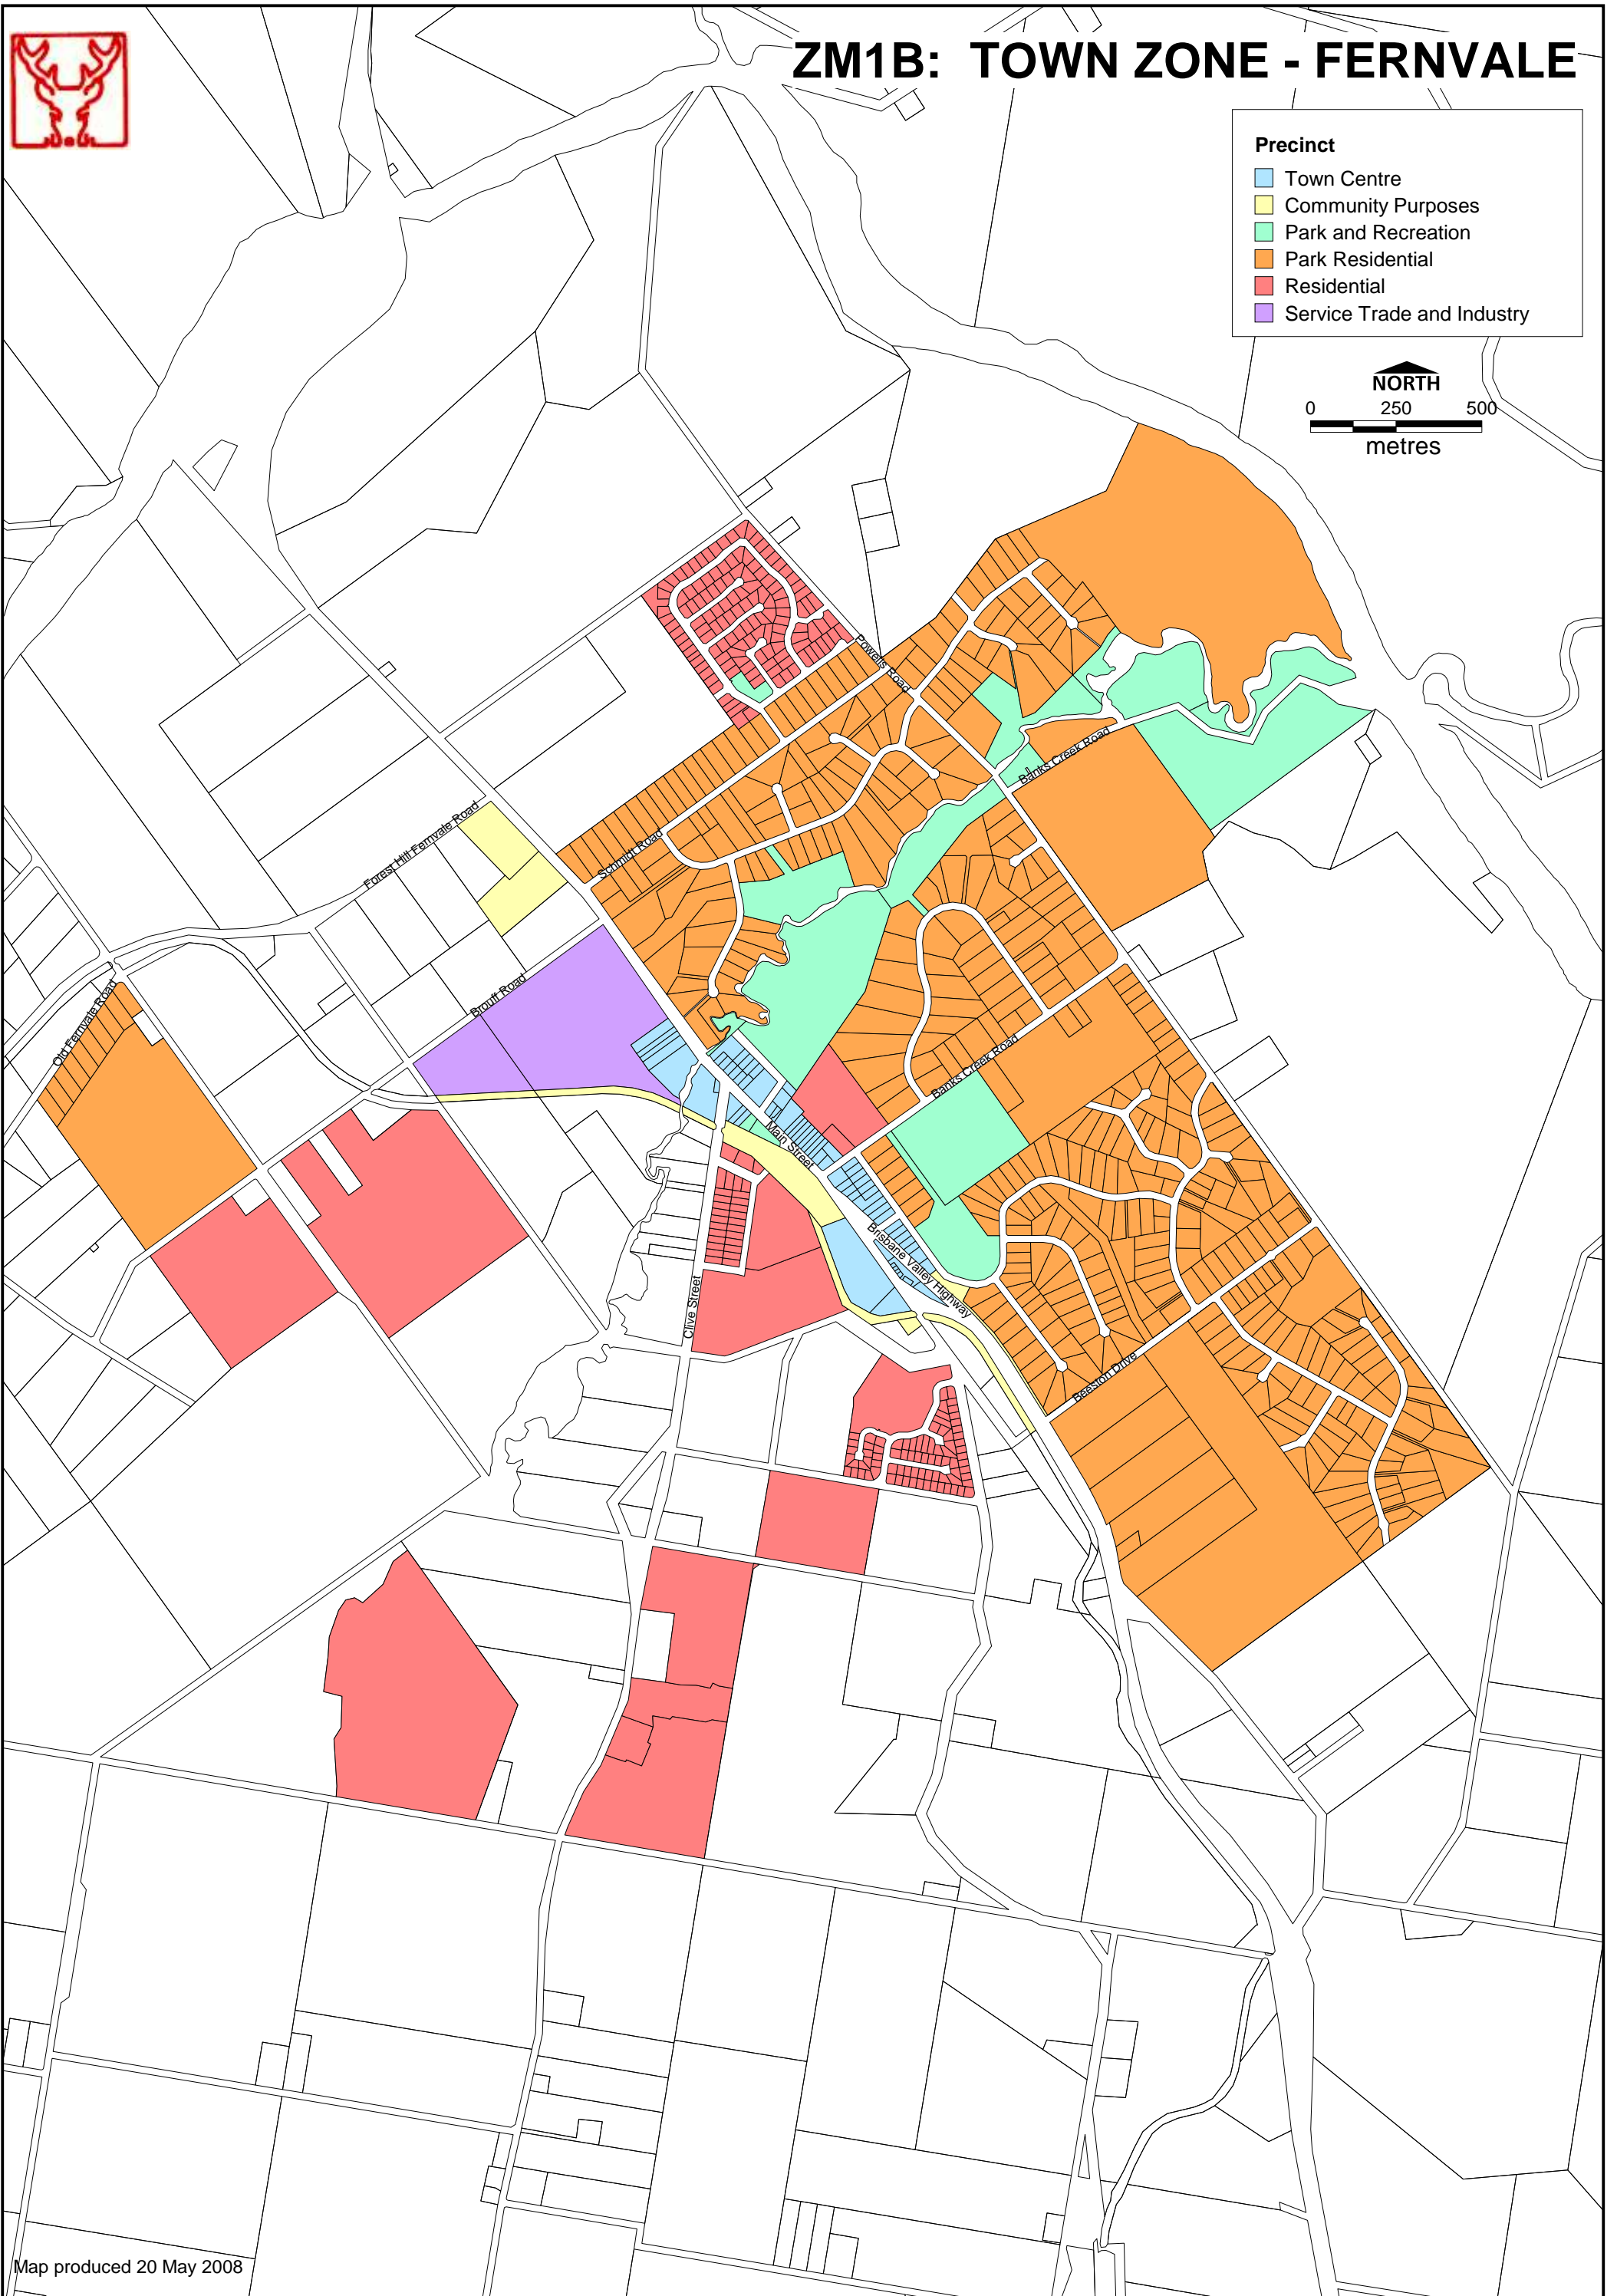 ZM1B: TOWN ZONE - FERNVALE
Precinct
Town Centre
Community Purposes
Park and Recreation
Park Residential
Residential
Service Trade and Industry
NORTH
0 250 500
metres
Powells Road
Banks Creek Road
Forest Hill Fernvale Road
Schmidt Road
Brouff Road
Old Fernvale Road
Banks Creek Road
Main Street
Brisbane Valley Highway
Clive Street
Beeston Drive
Map produced 20 May 2008